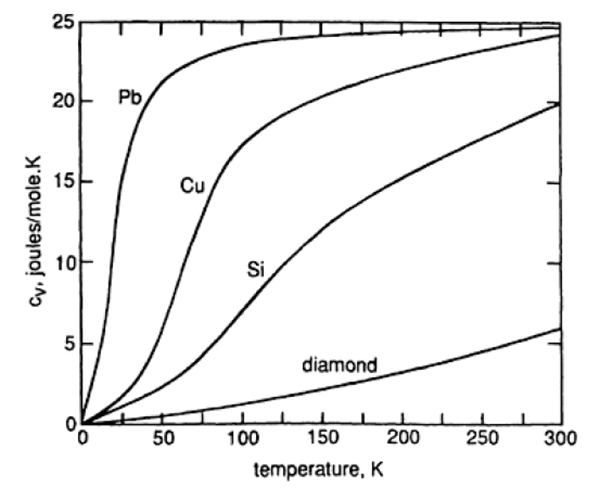 25
20
15
10
5
0
c_v, joules/mole.K
Pb
Cu
Si
diamond
0 50 100 150 200 250 300
temperature, K